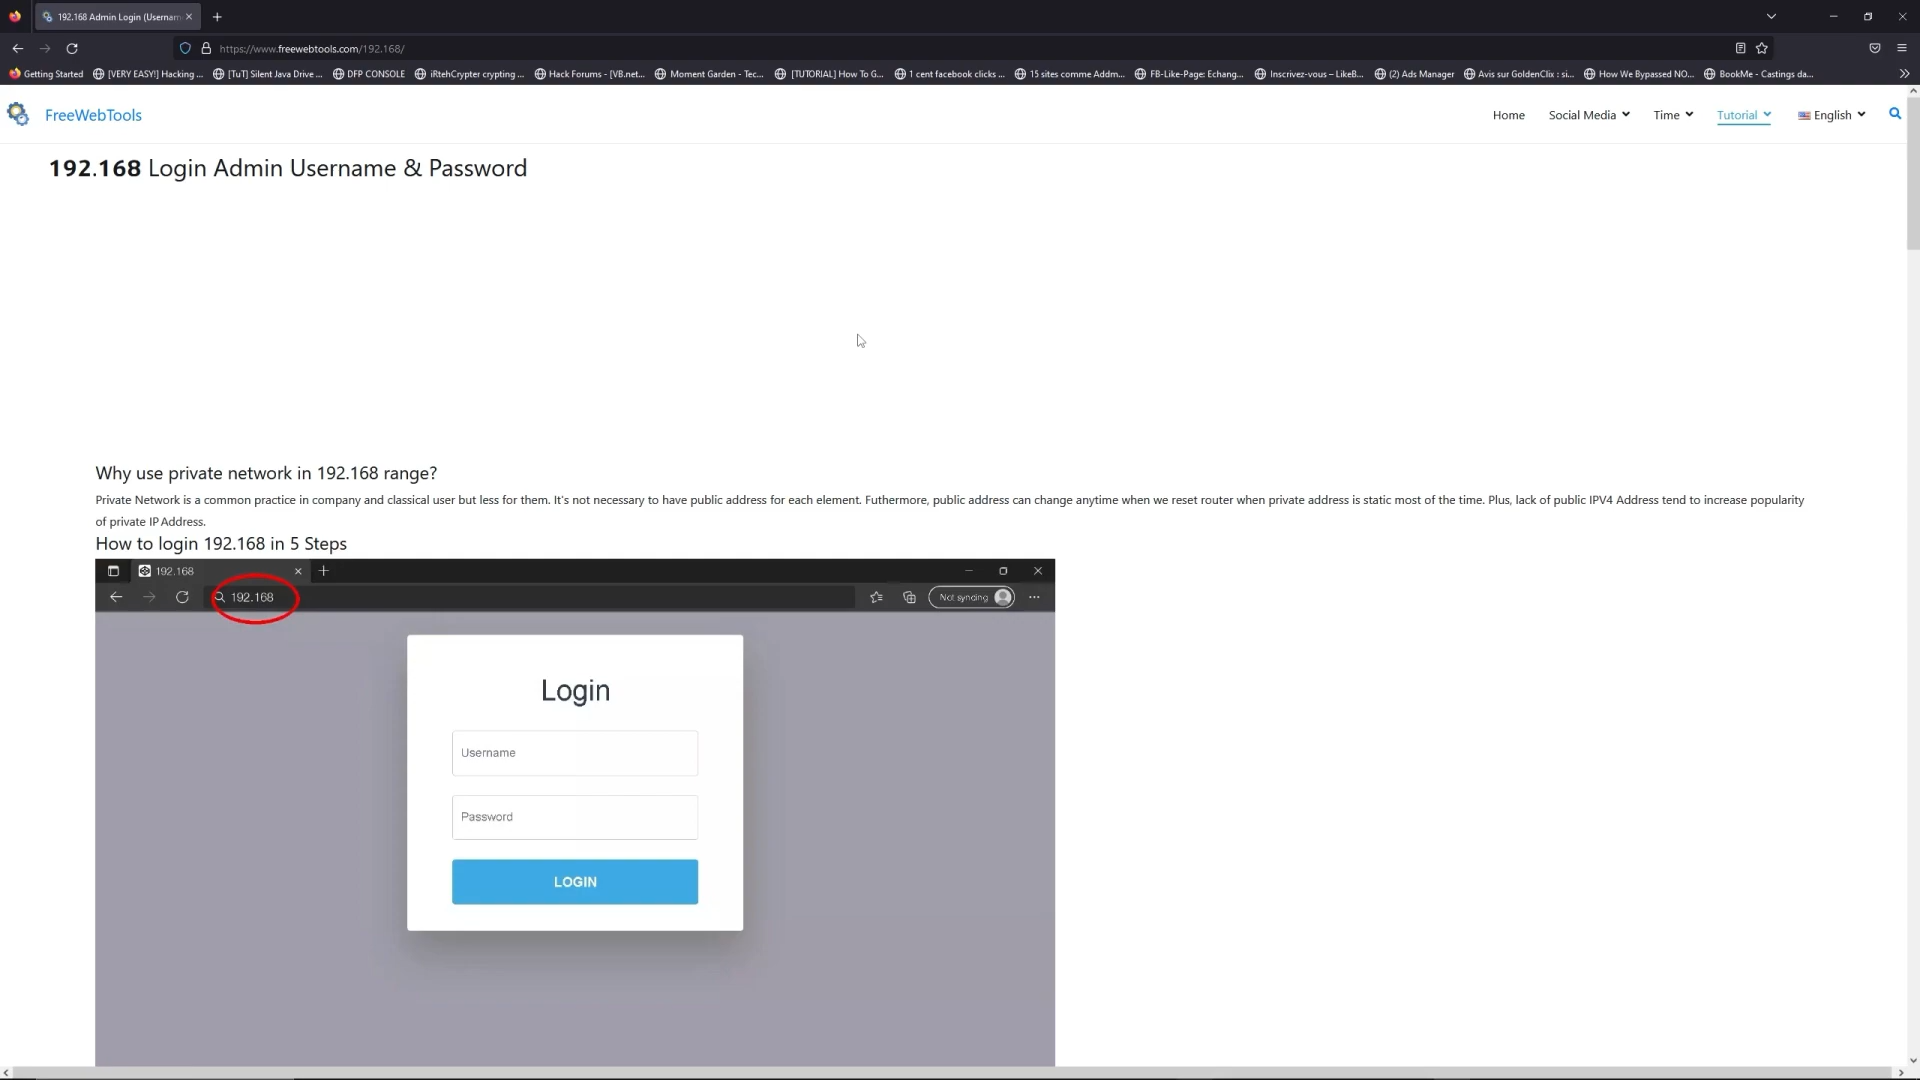 192.168 Admin Login (Usernam
https://www.freewebtools.com/192.168/
Getting Started
[VERY EASY!] Hacking ...
[TuT] Silent Java Drive ...
DFP CONSOLE
iRtehCrypter crypting ...
Hack Forums - [VB.net...
Moment Garden - Tec...
[TUTORIAL] How To G...
1 cent facebook clicks ...
15 sites comme Addm...
FB-Like-Page: Echang...
Inscrivez-vous – LikeB...
(2) Ads Manager
Avis sur GoldenClix : si...
How We Bypassed NO...
BookMe - Castings da...
FreeWebTools
Home
Social Media
Time
Tutorial
English
192.168 Login Admin Username & Password
Why use private network in 192.168 range?
Private Network is a common practice in company and classical user but less for them. It's not necessary to have public address for each element. Futhermore, public address can change anytime when we reset router when private address is static most of the time. Plus, lack of public IPV4 Address tend to increase popularity
of private IP Address.
How to login 192.168 in 5 Steps
192.168
192.168
Not syncing
Login
Username
Password
LOGIN